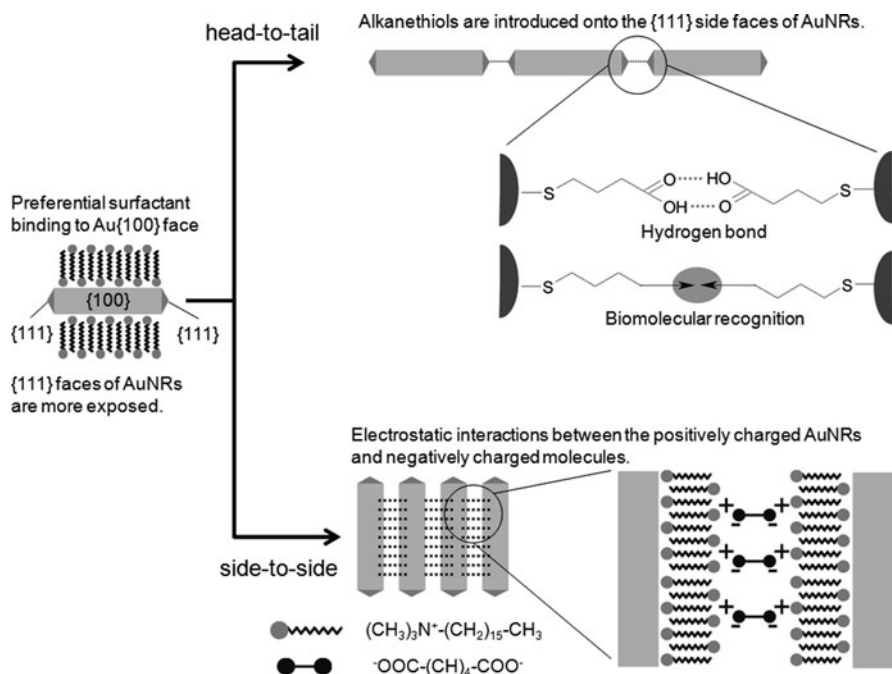 head-to-tail
Alkanethiols are introduced onto the {111} side faces of AuNRs.
S
O
HO
OH
O
S
Hydrogen bond
S
S
Biomolecular recognition
Preferential surfactant
binding to Au{100} face
{100}
{111}
{111}
{111} faces of AuNRs
are more exposed.
Electrostatic interactions between the positively charged AuNRs
and negatively charged molecules.
+ +
- -
+ +
- -
+ +
- -
side-to-side
(CH₃)₃N⁺-(CH₂)₁₅-CH₃
⁻OOC-(CH)₄-COO⁻